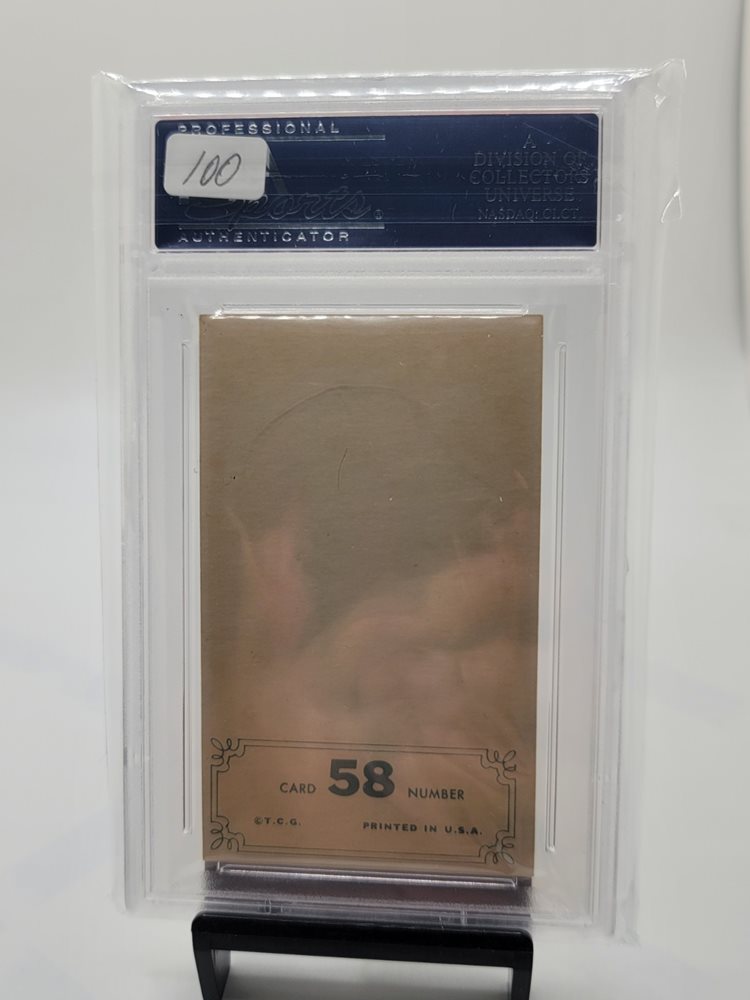 PROFESSIONAL
100
Sports
AUTHENTICATOR
A
DIVISION OF
COLLECTORS
UNIVERSE
NASDAQ: CLCT
CARD 58 NUMBER
©T.C.G. PRINTED IN U.S.A.